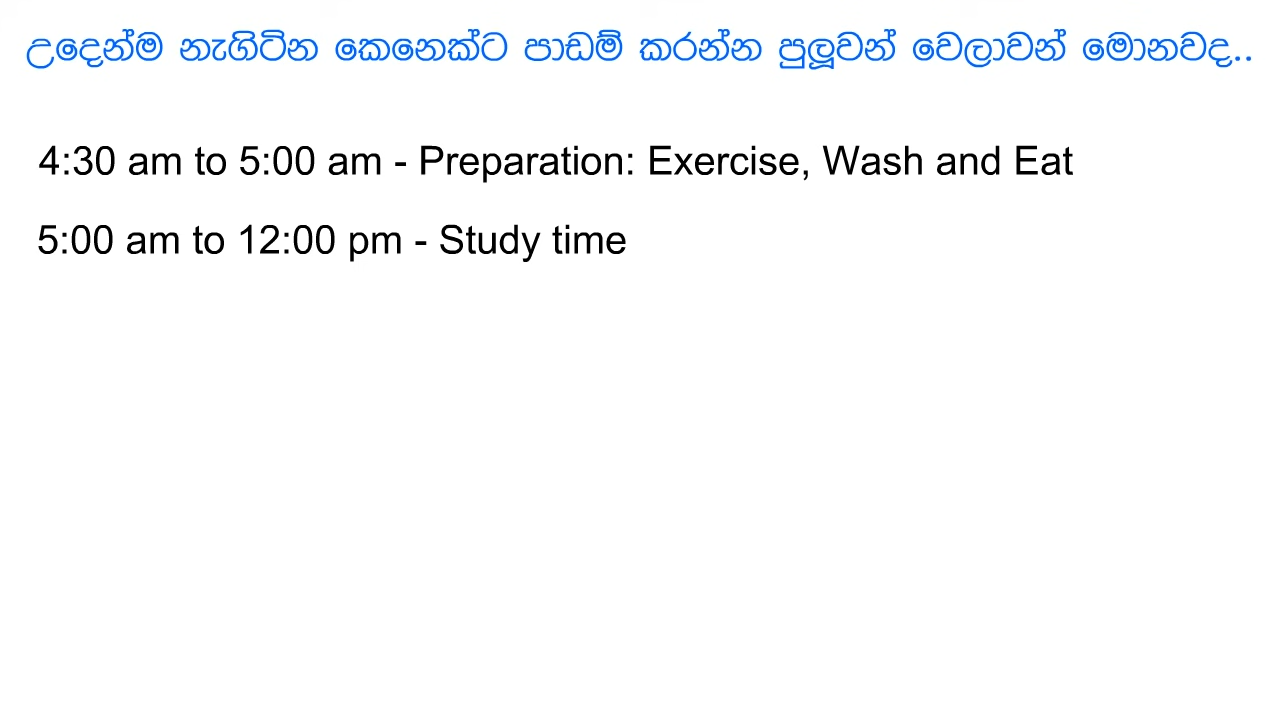 උදෙන්ම නැගිටින කෙනෙක්ට පාඩම් කරන්න පුලූවන් වෙලාවන් මොනවද..
4:30 am to 5:00 am - Preparation: Exercise, Wash and Eat
5:00 am to 12:00 pm - Study time